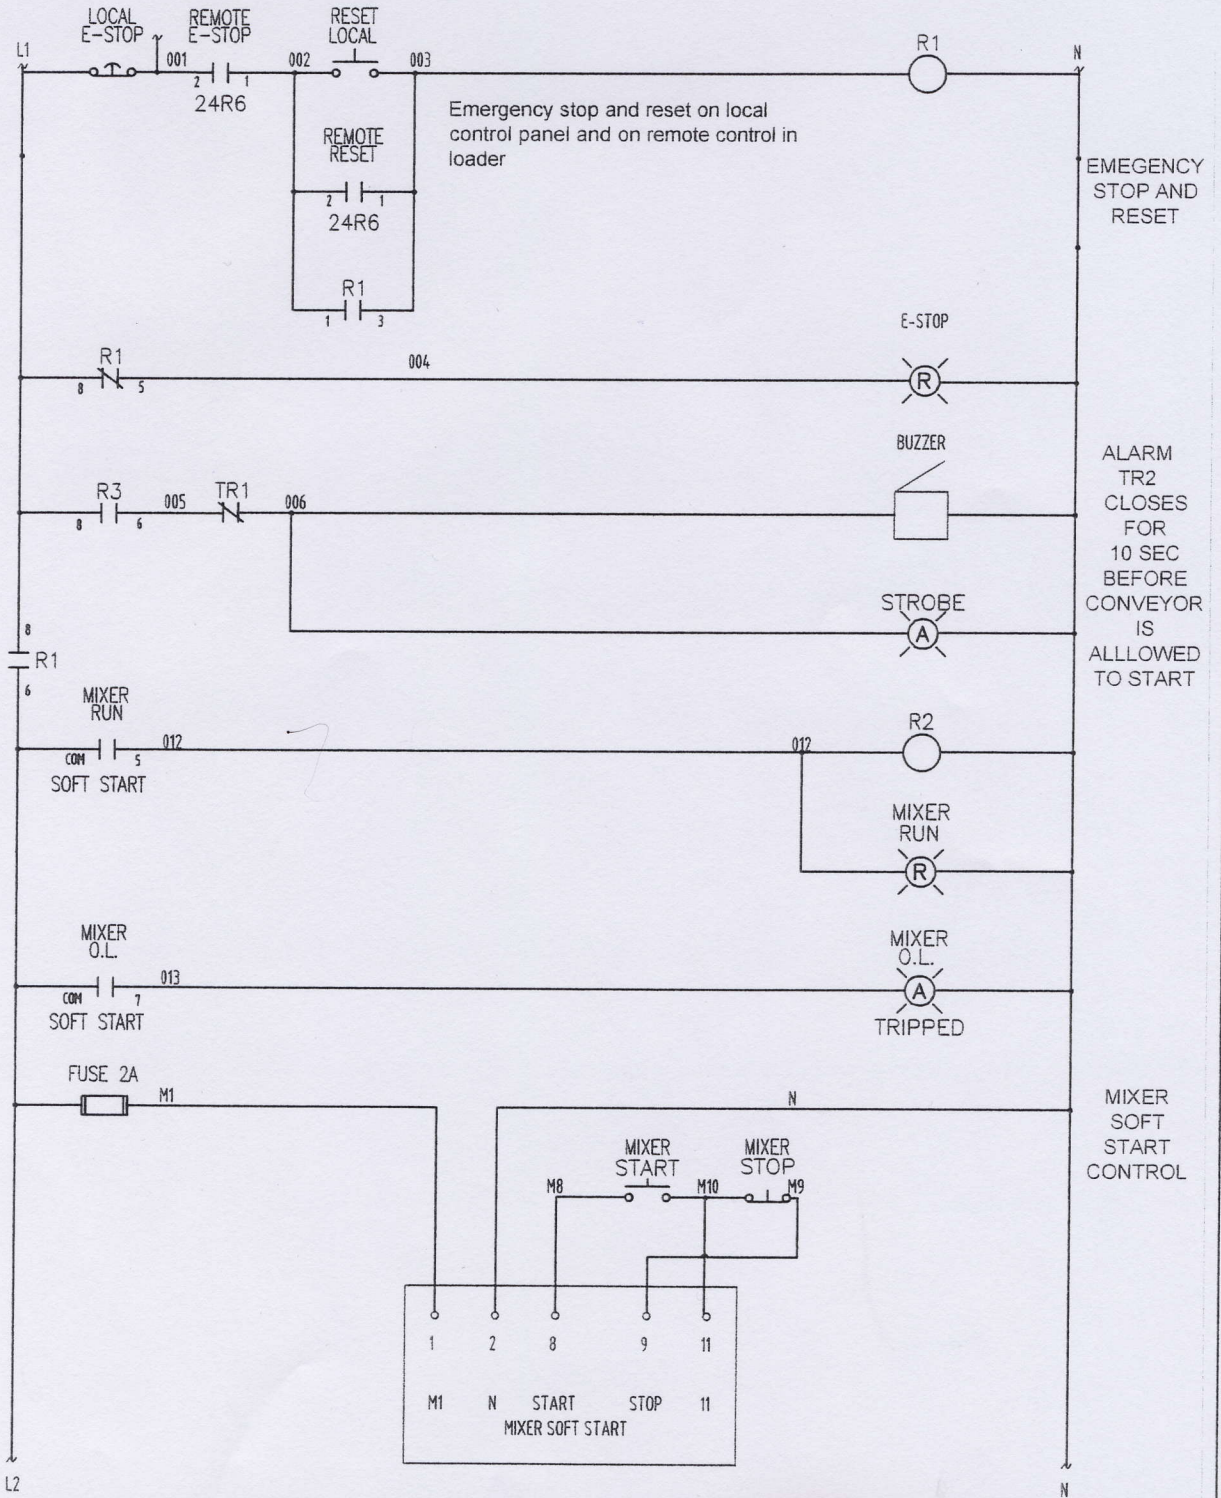 LOCAL
E-STOP
REMOTE
E-STOP
RESET
LOCAL
R1
L1
N
001
002
003
2
1
24R6
Emergency stop and reset on local
control panel and on remote control in
loader
REMOTE
RESET
2
1
24R6
EMEGENCY
STOP AND
RESET
R1
1
3
E-STOP
R1
004
8
5
R
BUZZER
ALARM
TR2
CLOSES
FOR
10 SEC
BEFORE
CONVEYOR
IS
ALLLOWED
TO START
R3
005
TR1
006
8
6
STROBE
A
8
R1
6
MIXER
RUN
012
COM
5
SOFT START
012
R2
MIXER
RUN
R
MIXER
O.L.
013
COM
7
SOFT START
MIXER
O.L.
A
TRIPPED
FUSE 2A
M1
N
MIXER
SOFT
START
CONTROL
MIXER
START
MIXER
STOP
M8
M10
M9
1
2
8
9
11
M1
N
START
STOP
11
MIXER SOFT START
L2
N